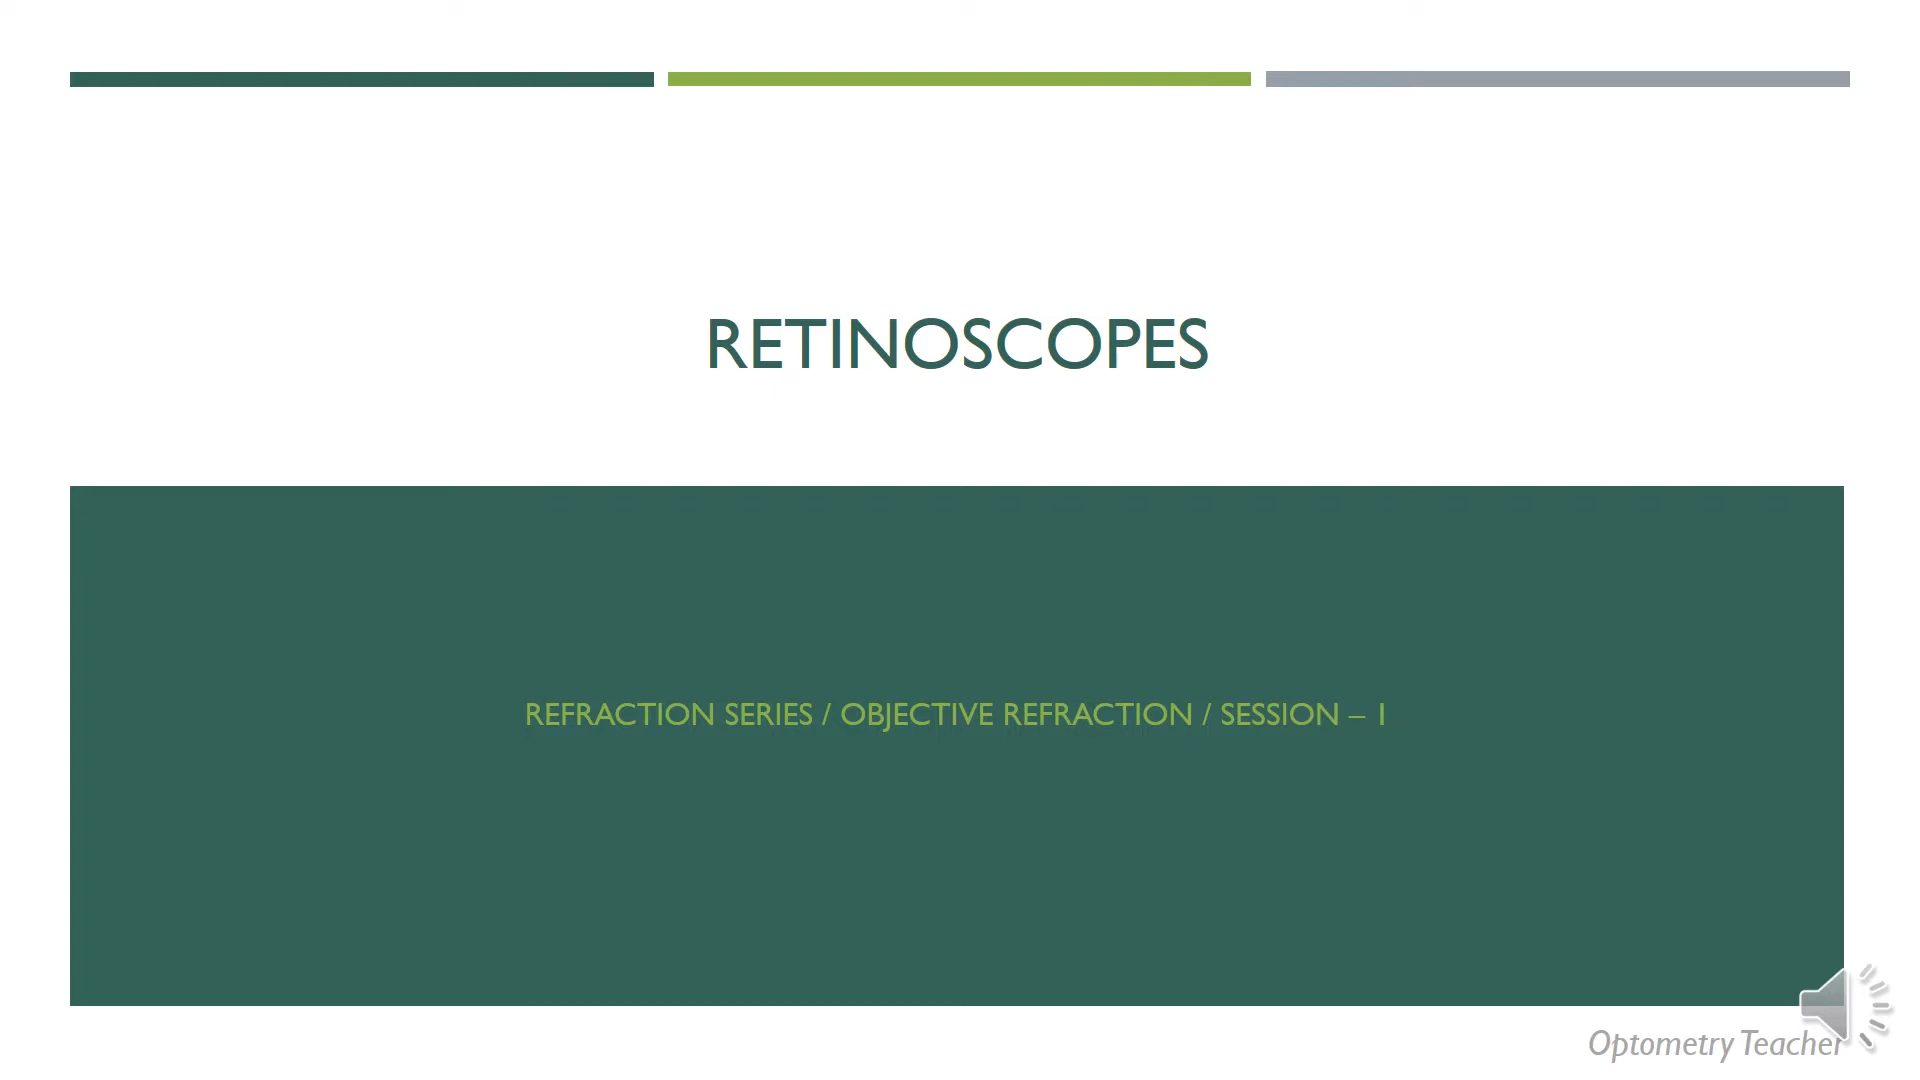 RETINOSCOPES
REFRACTION SERIES / OBJECTIVE REFRACTION / SESSION – 1
Optometry Teacher